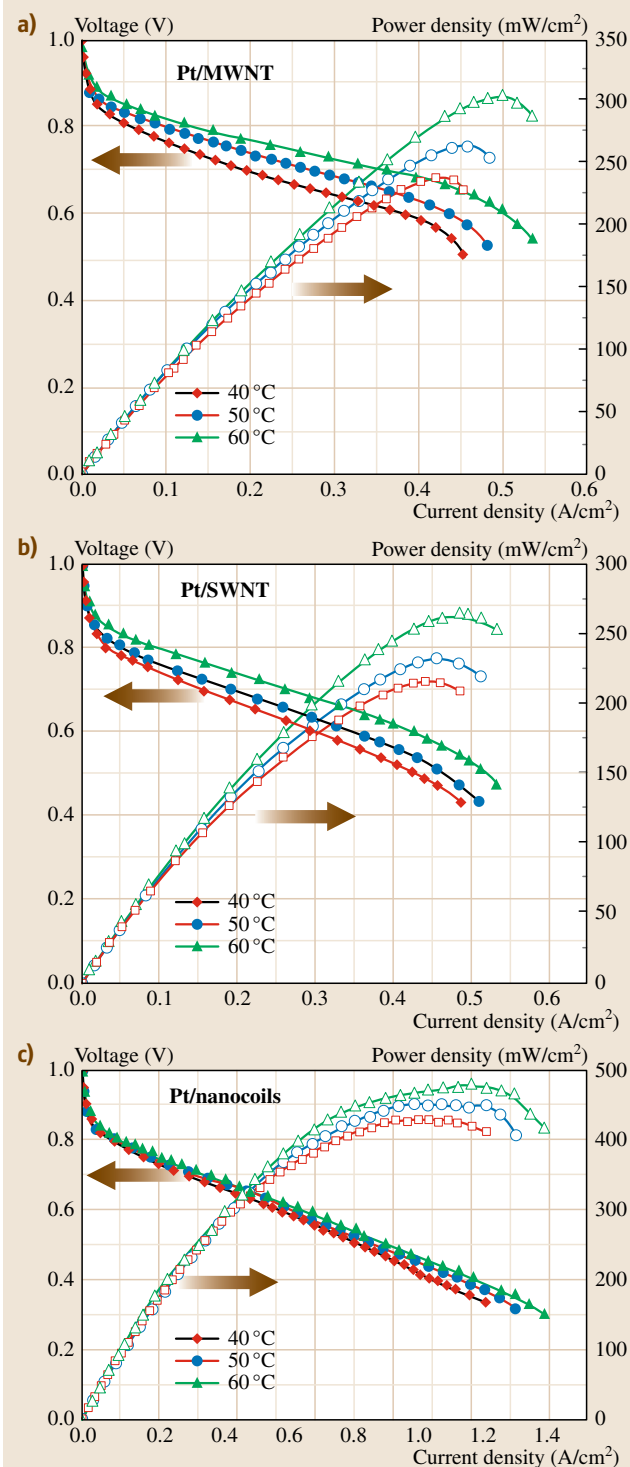 a) Voltage (V) Power density (mW/cm²)
1.0 350
Pt/MWNT
300
0.8
250
0.6
200
150
0.4
100
0.2
40 °C
50 °C
50
60 °C
0.0 0
0.0 0.1 0.2 0.3 0.4 0.5 0.6
Current density (A/cm²)
b) Voltage (V) Power density (mW/cm²)
1.0 300
Pt/SWNT
250
0.8
200
0.6
150
0.4
100
0.2
40 °C
50 °C
50
60 °C
0.0 0
0.0 0.1 0.2 0.3 0.4 0.5 0.6
Current density (A/cm²)
c) Voltage (V) Power density (mW/cm²)
1.0 500
Pt/nanocoils
0.8 400
0.6 300
0.4 200
0.2 100
40 °C
50 °C
60 °C
0.0 0
0.0 0.2 0.4 0.6 0.8 1.0 1.2 1.4
Current density (A/cm²)